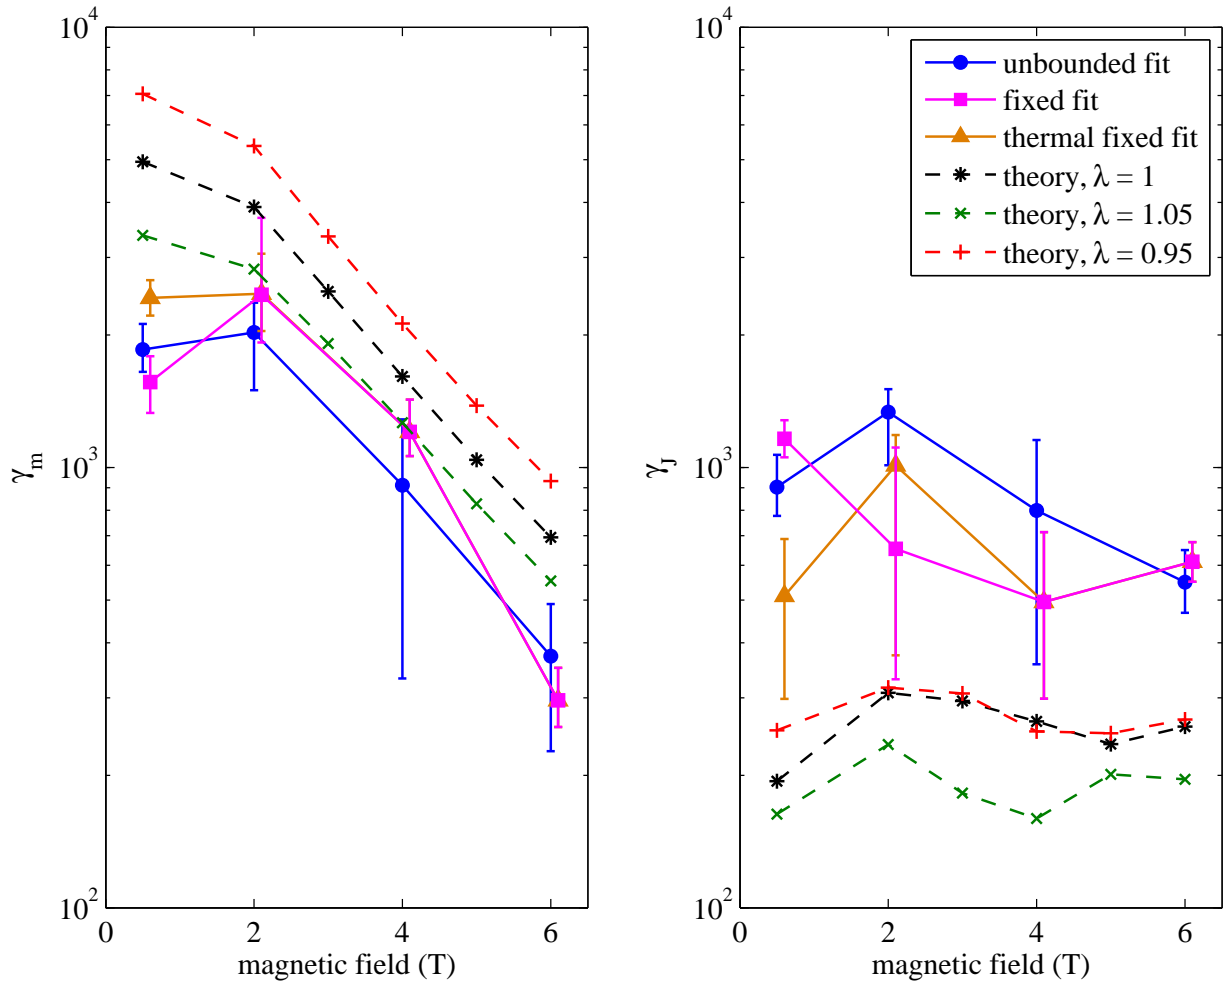 10^4
10^3
10^2
γ_m
0 2 4 6
magnetic field (T)
10^4
10^3
10^2
γ_J
0 2 4 6
magnetic field (T)
unbounded fit
fixed fit
thermal fixed fit
theory, λ = 1
theory, λ = 1.05
theory, λ = 0.95